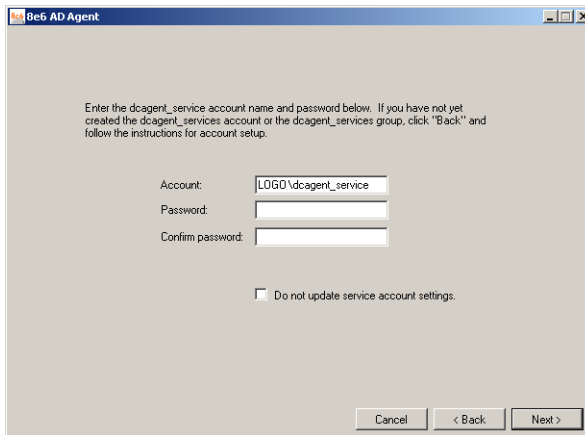 8e6 AD Agent
Enter the dcagent_service account name and password below. If you have not yet
created the dcagent_services account or the dcagent_services group, click "Back" and
follow the instructions for account setup.
Account: LOGO\dcagent_service
Password:
Confirm password:
Do not update service account settings.
Cancel < Back Next >